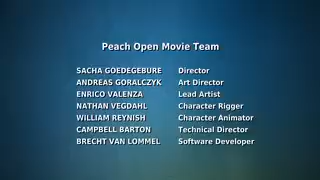 Peach Open Movie Team
SACHA GOEDEGEBURE Director
ANDREAS GORALCZYK Art Director
ENRICO VALENZA Lead Artist
NATHAN VEGDAHL Character Rigger
WILLIAM REYNISH Character Animator
CAMPBELL BARTON Technical Director
BRECHT VAN LOMMEL Software Developer